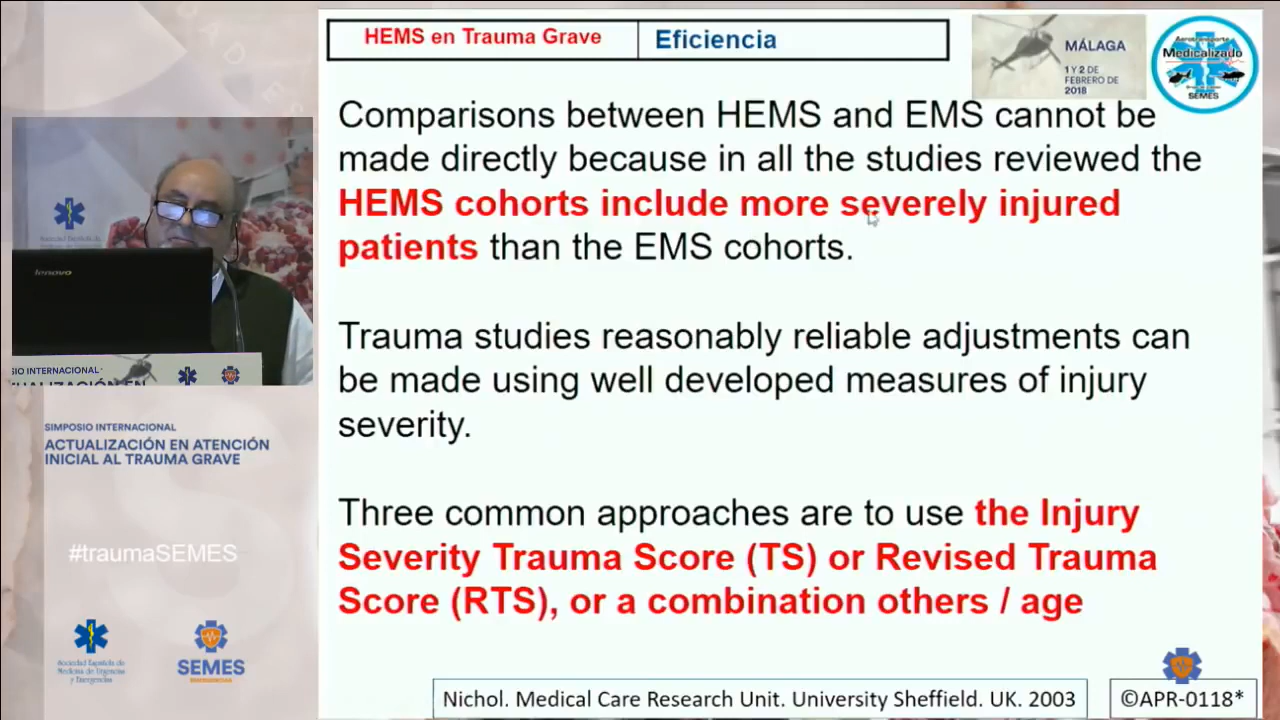 HEMS en Trauma Grave
Eficiencia
MÁLAGA
1 Y 2 DE
FEBRERO DE
2018
Aerotransporte
Medicalizado
SEMES
Comparisons between HEMS and EMS cannot be
made directly because in all the studies reviewed the
HEMS cohorts include more severely injured
patients than the EMS cohorts.
Trauma studies reasonably reliable adjustments can
be made using well developed measures of injury
severity.
Three common approaches are to use the Injury
Severity Trauma Score (TS) or Revised Trauma
Score (RTS), or a combination others / age
Nichol. Medical Care Research Unit. University Sheffield. UK. 2003
©APR-0118*
lenovo
SIO INTERNACIONAL
SIMPOSIO INTERNACIONAL
ACTUALIZACIÓN EN ATENCIÓN
INICIAL AL TRAUMA GRAVE
#traumaSEMES
Sociedad Española de
Medicina de Urgencias
y Emergencias
SEMES
EMERGENCIAS